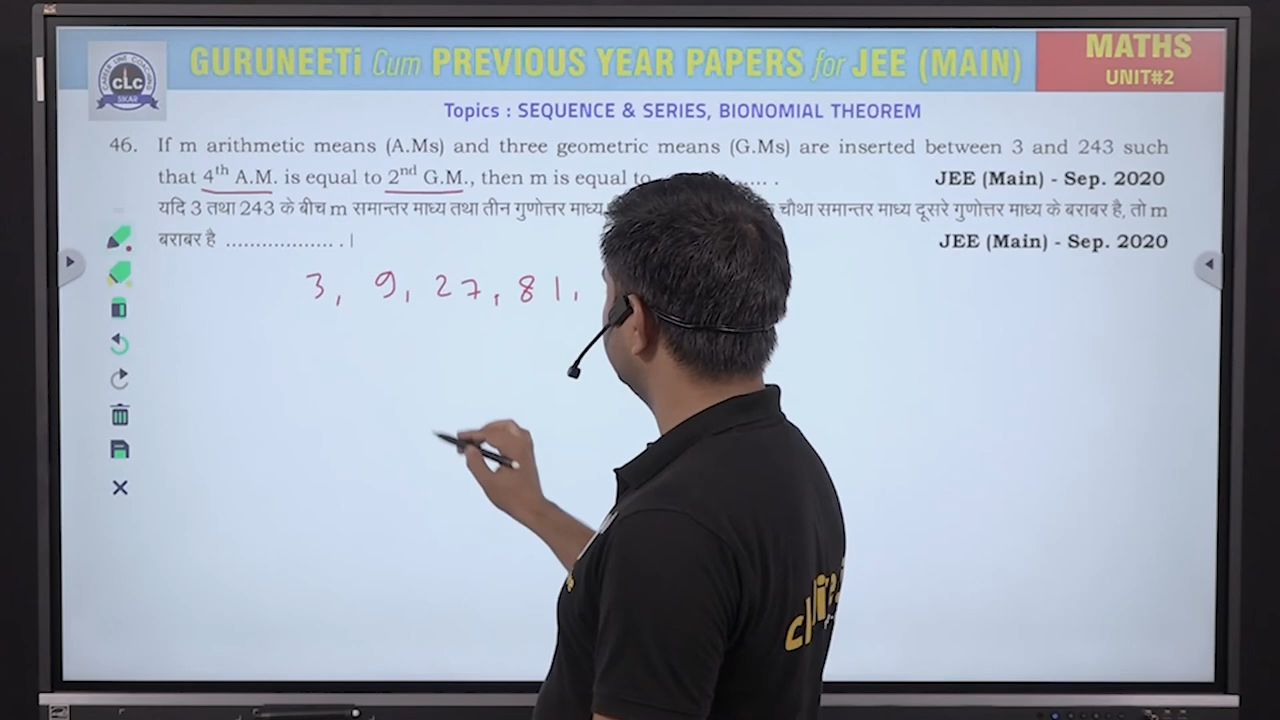 GURUNEETi Cum PREVIOUS YEAR PAPERS for JEE (MAIN)
MATHS
UNIT#2
CLC
SIKAR
Topics : SEQUENCE & SERIES, BIONOMIAL THEOREM
46. If m arithmetic means (A.Ms) and three geometric means (G.Ms) are inserted between 3 and 243 such
that 4th A.M. is equal to 2nd G.M., then m is equal to ..... . JEE (Main) - Sep. 2020
यदि 3 तथा 243 के बीच m समान्तर माध्य तथा तीन गुणोत्तर माध्य चौथा समान्तर माध्य दूसरे गुणोत्तर माध्य के बराबर है, तो m
बराबर है ................... . । JEE (Main) - Sep. 2020
3, 9, 27, 81,